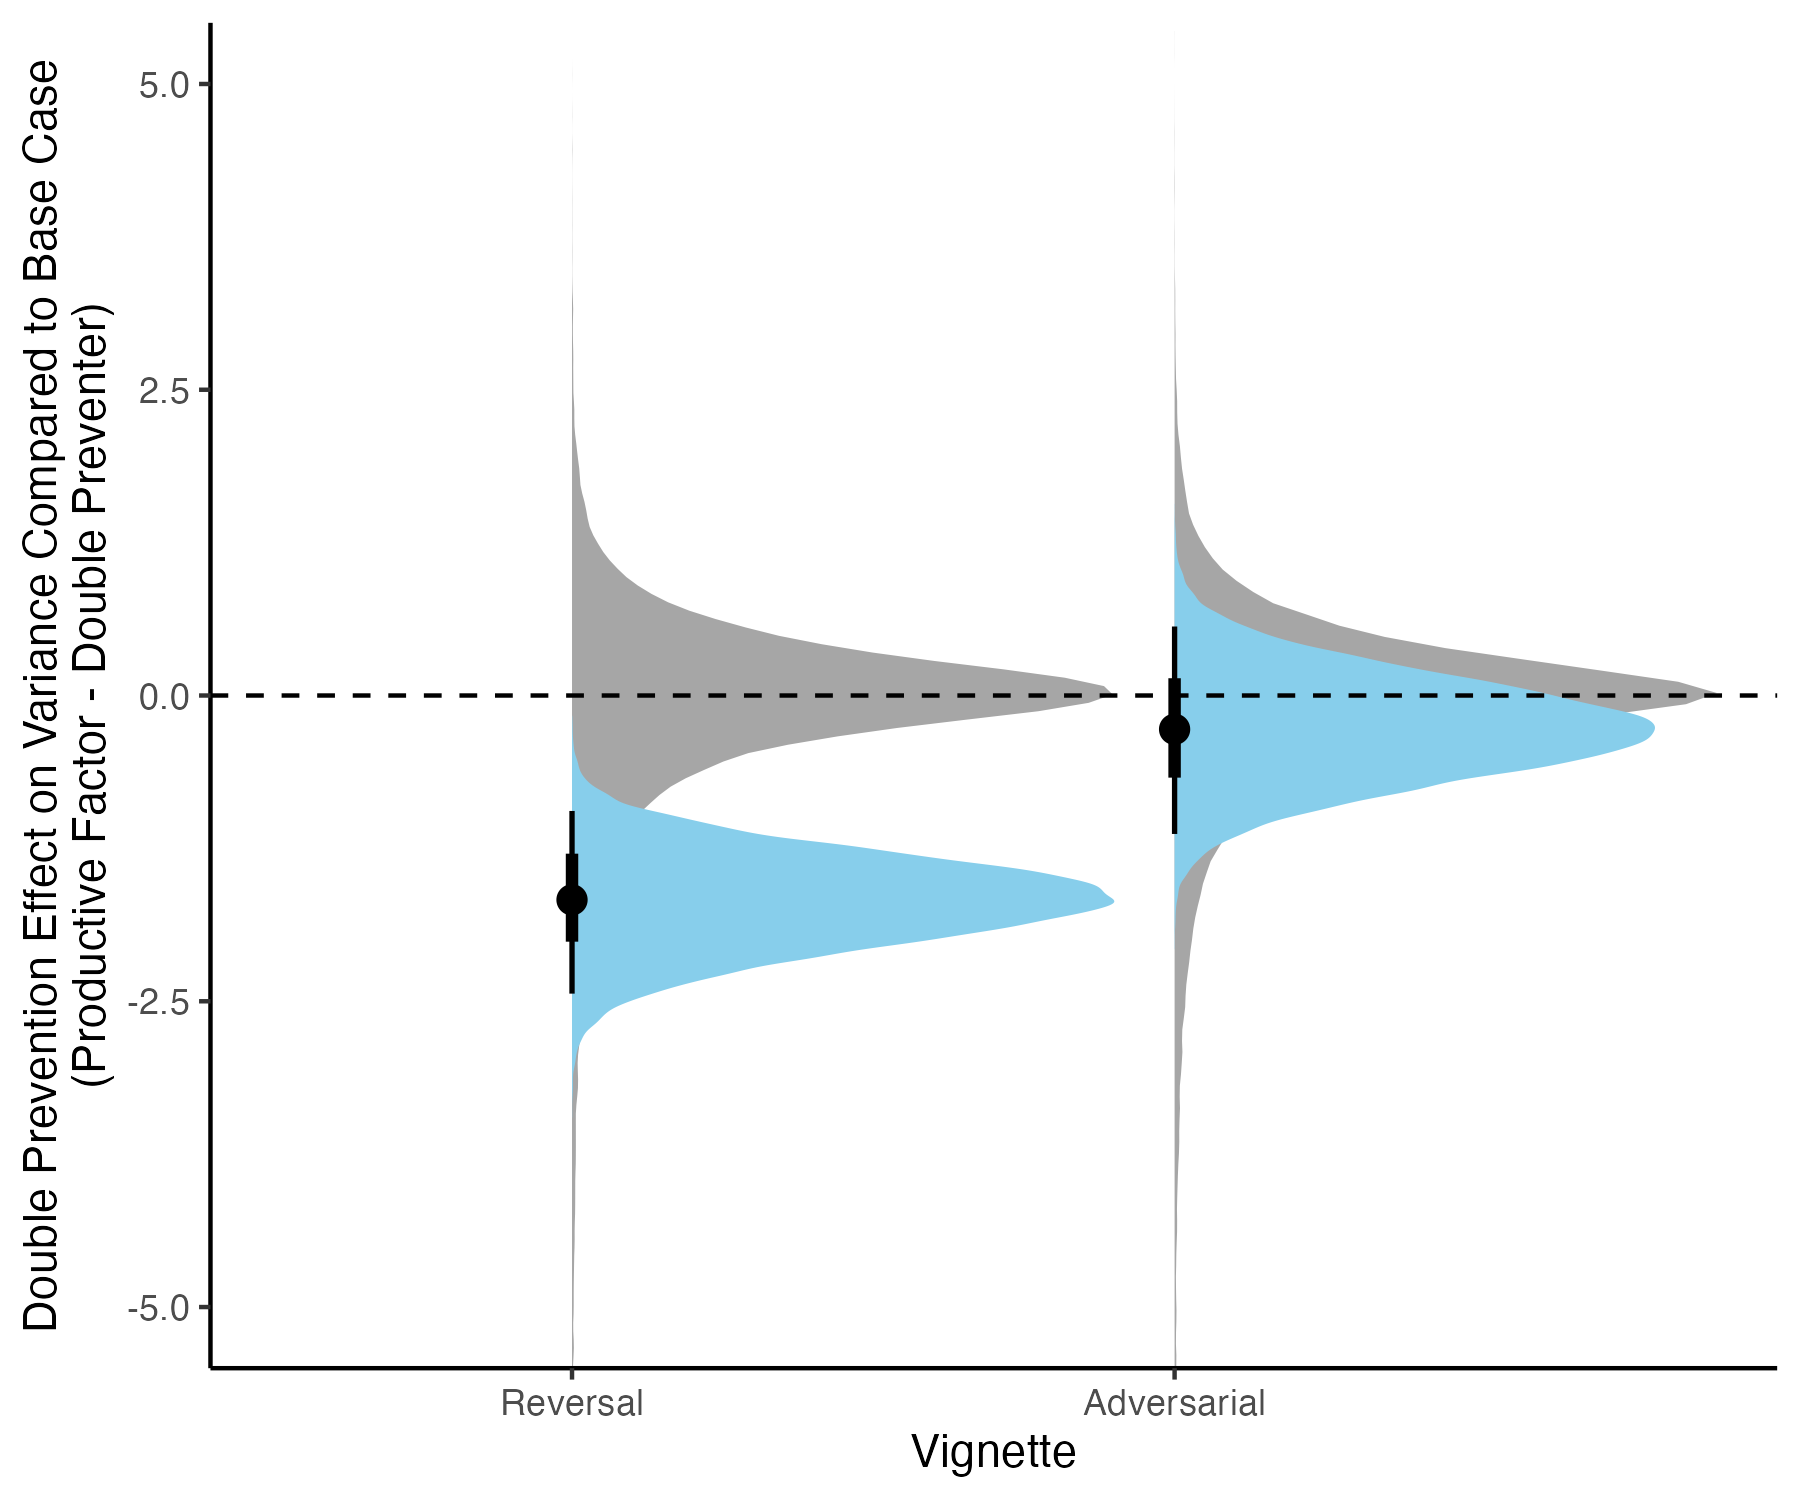 Double Prevention Effect on Variance Compared to Base Case
(Productive Factor - Double Preventer)
5.0
2.5
0.0
-2.5
-5.0
Reversal
Adversarial
Vignette